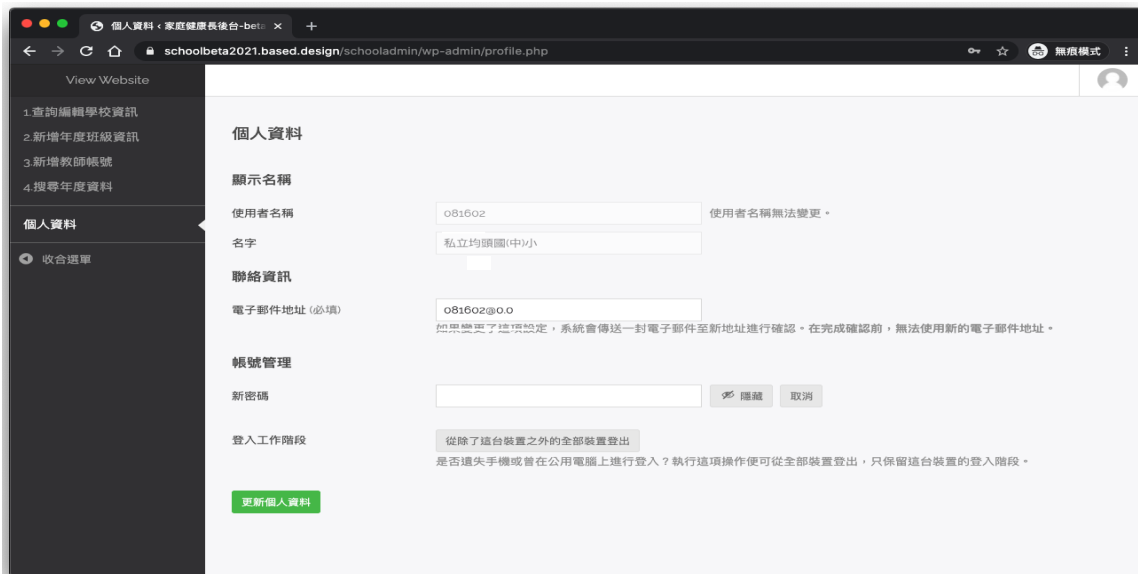 個人資料 ‹ 家庭健康長後台-beta
schoolbeta2021.based.design/schooladmin/wp-admin/profile.php
無痕模式
View Website
1.查詢編輯學校資訊
2.新增年度班級資訊
3.新增教師帳號
4.搜尋年度資料
個人資料
收合選單
個人資料
顯示名稱
使用者名稱 081602 使用者名稱無法變更。
名字 私立均頭國(中)小
聯絡資訊
電子郵件地址 (必填) 081602@0.0
如果變更了這項設定，系統會傳送一封電子郵件至新地址進行確認。在完成確認前，無法使用新的電子郵件地址。
帳號管理
新密碼 隱藏 取消
登入工作階段 從除了這台裝置之外的全部裝置登出
是否遺失手機或曾在公用電腦上進行登入？執行這項操作便可從全部裝置登出，只保留這台裝置的登入階段。
更新個人資料